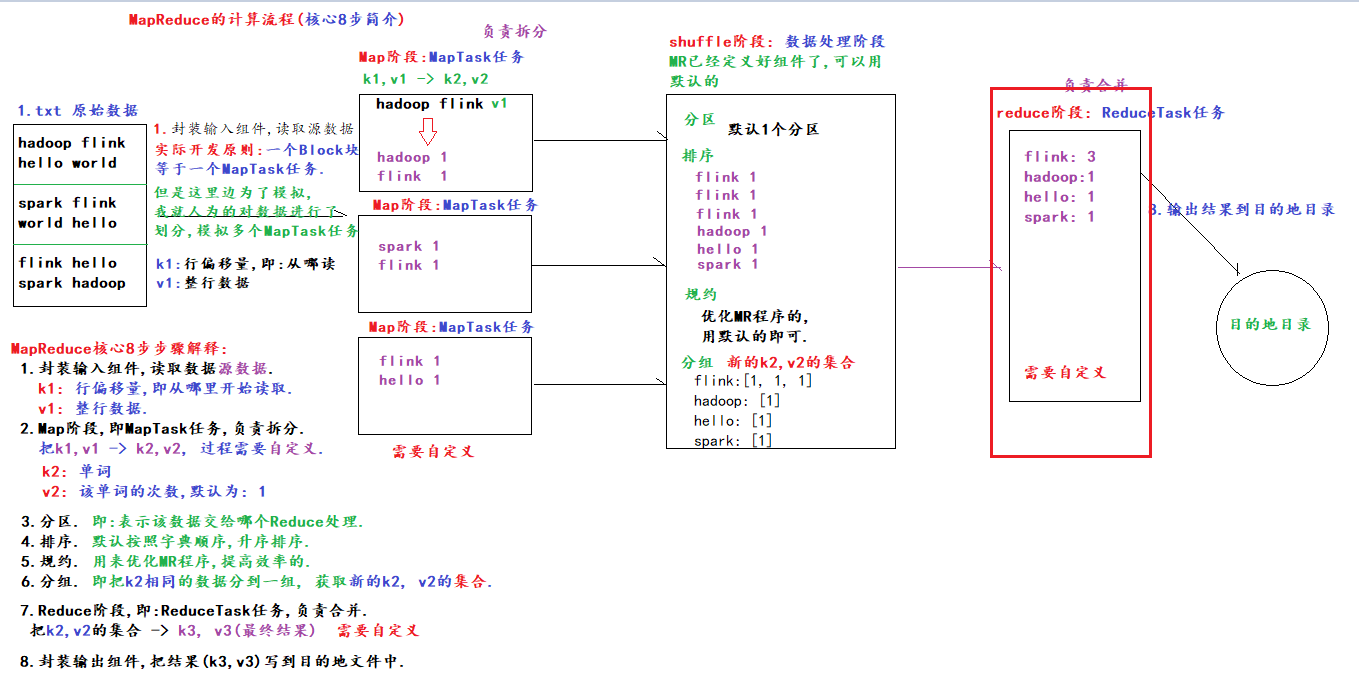 MapReduce的计算流程(核心8步简介)
1.txt 原始数据
hadoop flink
hello world
spark flink
world hello
flink hello
spark hadoop
1.封装输入组件,读取源数据
实际开发原则:一个Block块
等于一个MapTask任务.
但是这里边为了模拟,
我就人为的对数据进行了
划分,模拟多个MapTask任务
k1:行偏移量,即:从哪读
v1:整行数据
负责拆分
Map阶段:MapTask任务
k1,v1 -> k2,v2
hadoop flink v1
hadoop 1
flink 1
Map阶段:MapTask任务
spark 1
flink 1
Map阶段:MapTask任务
flink 1
hello 1
需要自定义
shuffle阶段: 数据处理阶段
MR已经定义好组件了,可以用
默认的
分区
默认1个分区
排序
flink 1
flink 1
flink 1
hadoop 1
hello 1
spark 1
规约
优化MR程序的,
用默认的即可.
分组 新的k2,v2的集合
flink:[1, 1, 1]
hadoop: [1]
hello: [1]
spark: [1]
负责合并
reduce阶段: ReduceTask任务
flink: 3
hadoop:1
hello: 1
spark: 1
需要自定义
8.输出结果到目的地目录
目的地目录
MapReduce核心8步步骤解释:
1.封装输入组件,读取数据源数据.
k1: 行偏移量,即从哪里开始读取.
v1: 整行数据.
2.Map阶段,即MapTask任务,负责拆分.
把k1,v1 -> k2,v2, 过程需要自定义.
k2: 单词
v2: 该单词的次数,默认为: 1
3.分区. 即:表示该数据交给哪个Reduce处理.
4.排序. 默认按照字典顺序,升序排序.
5.规约. 用来优化MR程序,提高效率的.
6.分组. 即把k2相同的数据分到一组, 获取新的k2, v2的集合.
7.Reduce阶段,即:ReduceTask任务,负责合并.
把k2,v2的集合 -> k3, v3(最终结果) 需要自定义
8.封装输出组件,把结果(k3,v3)写到目的地文件中.